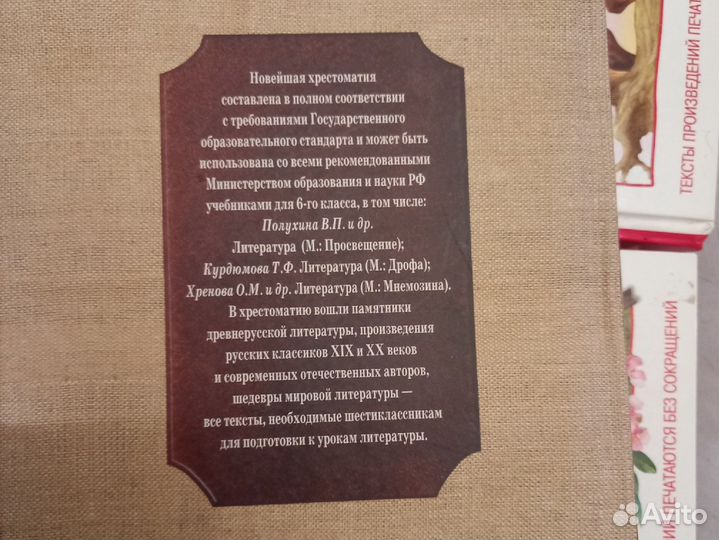 Новейшая хрестоматия
составлена в полном соответствии
с требованиями Государственного
образовательного стандарта и может быть
использована со всеми рекомендованными
Министерством образования и науки РФ
учебниками для 6-го класса, в том числе:
Полухина В.П. и др.
Литература (М.: Просвещение);
Курдюмова Т.Ф. Литература (М.: Дрофа);
Хренова О.М. и др. Литература (М.: Мнемозина).
В хрестоматию вошли памятники
древнерусской литературы, произведения
русских классиков XIX и XX веков
и современных отечественных авторов,
шедевры мировой литературы —
все тексты, необходимые шестиклассникам
для подготовки к урокам литературы.
ТЕКСТЫ ПРОИЗВЕДЕНИЙ ПЕЧАТ
ИЙ ПЕЧАТАЮТСЯ БЕЗ СОКРАЩЕНИЙ
Avito